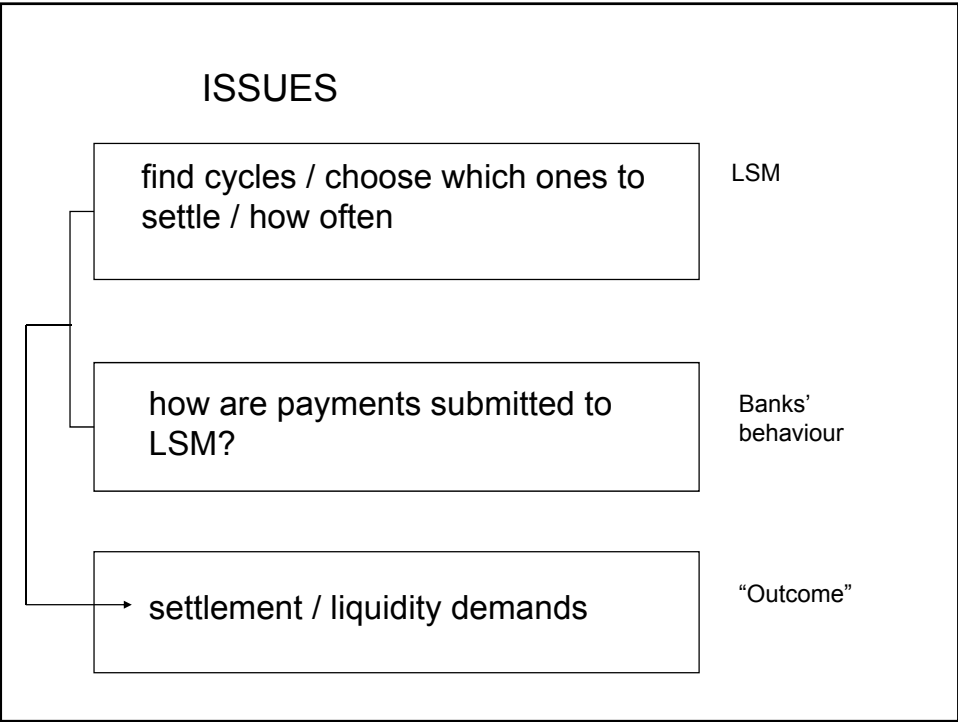 ISSUES
find cycles / choose which ones to
settle / how often
LSM
how are payments submitted to
LSM?
Banks’
behaviour
settlement / liquidity demands
“Outcome”